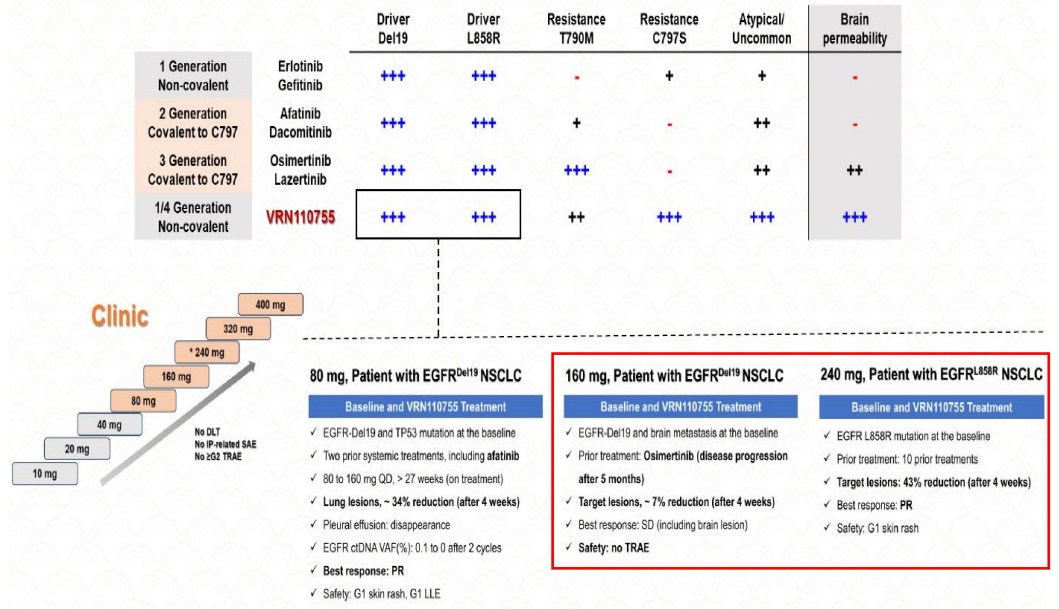 Driver Del19 Driver L858R Resistance T790M Resistance C797S Atypical/ Uncommon Brain permeability
1 Generation Non-covalent Erlotinib Gefitinib +++ +++ - + + -
2 Generation Covalent to C797 Afatinib Dacomitinib +++ +++ + - ++ -
3 Generation Covalent to C797 Osimertinib Lazertinib +++ +++ +++ - ++ ++
1/4 Generation Non-covalent VRN110755 +++ +++ ++ +++ +++ +++
Clinic
400 mg
320 mg
* 240 mg
160 mg
80 mg
40 mg
20 mg
10 mg
No DLT
No IP-related SAE
No ≥G2 TRAE
80 mg, Patient with EGFRDel19 NSCLC
Baseline and VRN110755 Treatment
✓ EGFR-Del19 and TP53 mutation at the baseline
✓ Two prior systemic treatments, including afatinib
✓ 80 to 160 mg QD, > 27 weeks (on treatment)
✓ Lung lesions, ~ 34% reduction (after 4 weeks)
✓ Pleural effusion: disappearance
✓ EGFR ctDNA VAF(%): 0.1 to 0 after 2 cycles
✓ Best response: PR
✓ Safety: G1 skin rash, G1 LLE
160 mg, Patient with EGFRDel19 NSCLC
Baseline and VRN110755 Treatment
✓ EGFR-Del19 and brain metastasis at the baseline
✓ Prior treatment: Osimertinib (disease progression
after 5 months)
✓ Target lesions, ~ 7% reduction (after 4 weeks)
✓ Best response: SD (including brain lesion)
✓ Safety: no TRAE
240 mg, Patient with EGFRL858R NSCLC
Baseline and VRN110755 Treatment
✓ EGFR L858R mutation at the baseline
✓ Prior treatment: 10 prior treatments
✓ Target lesions: 43% reduction (after 4 weeks)
✓ Best response: PR
✓ Safety: G1 skin rash